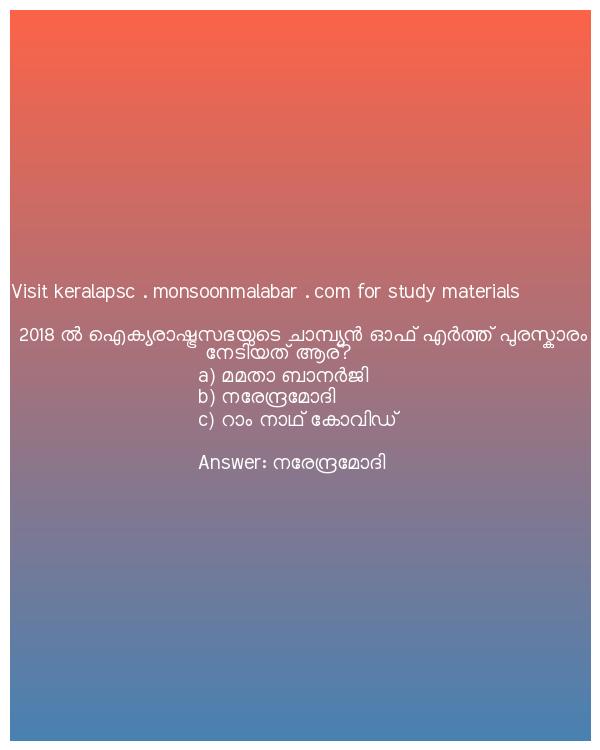 Visit keralapsc . monsoonmalabar . com for study materials
2018 ൽ ഐക്യരാഷ്ട്രസഭയുടെ ചാമ്പ്യൻ ഓഫ് എർത്ത് പുരസ്കാരം
നേടിയത് ആര്?
a) മമതാ ബാനർജി
b) നരേന്ദ്രമോദി
c) റാം നാഥ് കോവിഡ്
Answer: നരേന്ദ്രമോദി